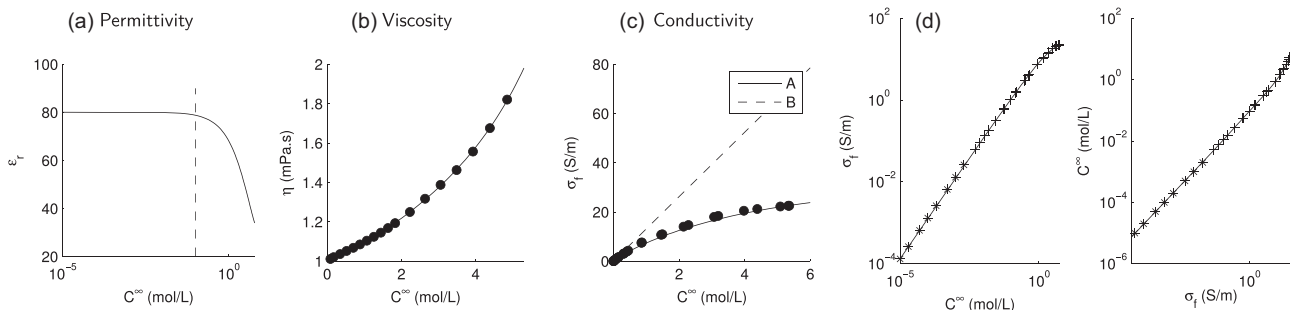 (a) Permittivity
100
80
60
40
20
ε_r
10^-5
10^0
C^∞ (mol/L)
(b) Viscosity
2
1.8
1.6
1.4
1.2
1
η (mPa.s)
0
2
4
C^∞ (mol/L)
(c) Conductivity
80
60
40
20
0
σ_f (S/m)
A
B
0
2
4
6
C^∞ (mol/L)
(d)
10^2
10^0
10^-2
10^-4
σ_f (S/m)
10^-5
10^0
C^∞ (mol/L)
10^2
10^0
10^-2
10^-4
10^-6
C^∞ (mol/L)
10^0
σ_f (S/m)